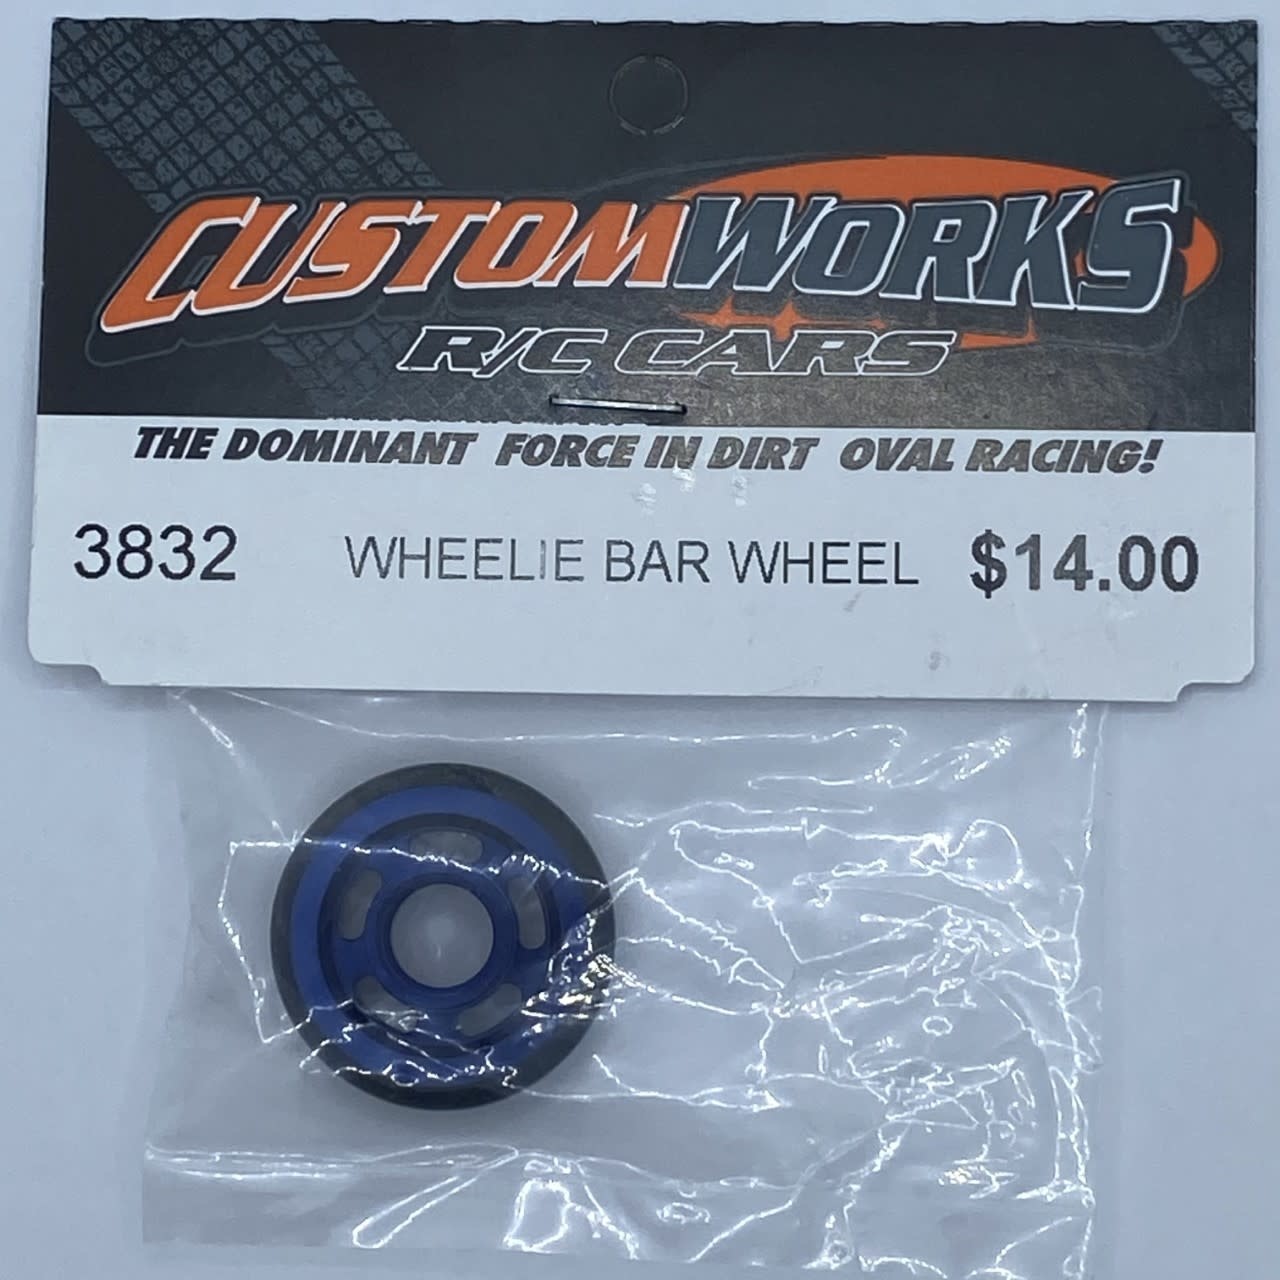 CUSTOMWORKS
R/C CARS
THE DOMINANT FORCE IN DIRT OVAL RACING!
3832 WHEELIE BAR WHEEL $14.00